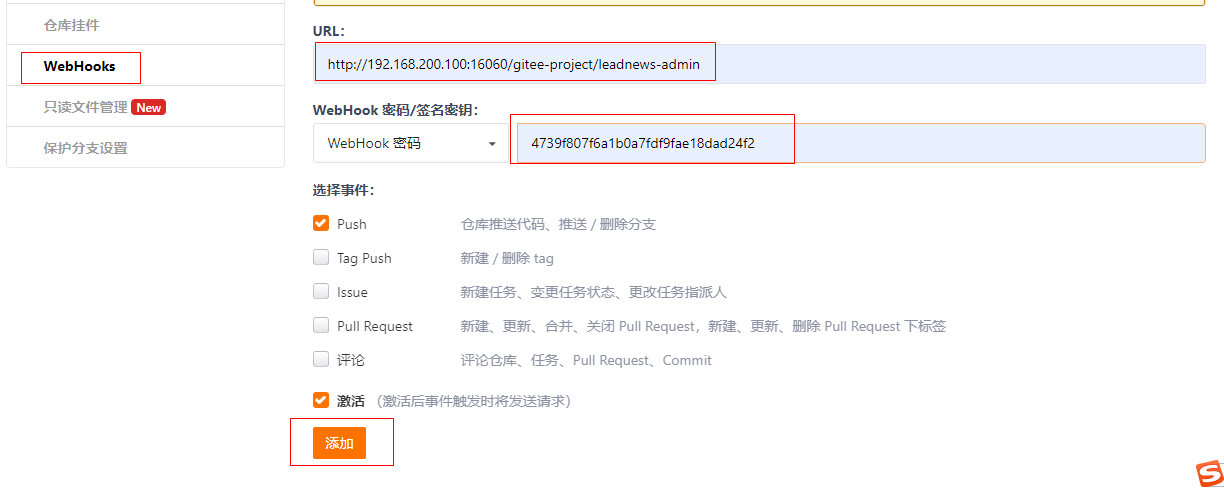 仓库挂件
WebHooks
只读文件管理 New
保护分支设置
URL:
http://192.168.200.100:16060/gitee-project/leadnews-admin
WebHook 密码/签名密钥:
WebHook 密码
4739f807f6a1b0a7fdf9fae18dad24f2
选择事件:
Push 仓库推送代码、推送 / 删除分支
Tag Push 新建 / 删除 tag
Issue 新建任务、变更任务状态、更改任务指派人
Pull Request 新建、更新、合并、关闭 Pull Request，新建、更新、删除 Pull Request 下标签
评论 评论仓库、任务、Pull Request、Commit
激活 （激活后事件触发时将发送请求）
添加